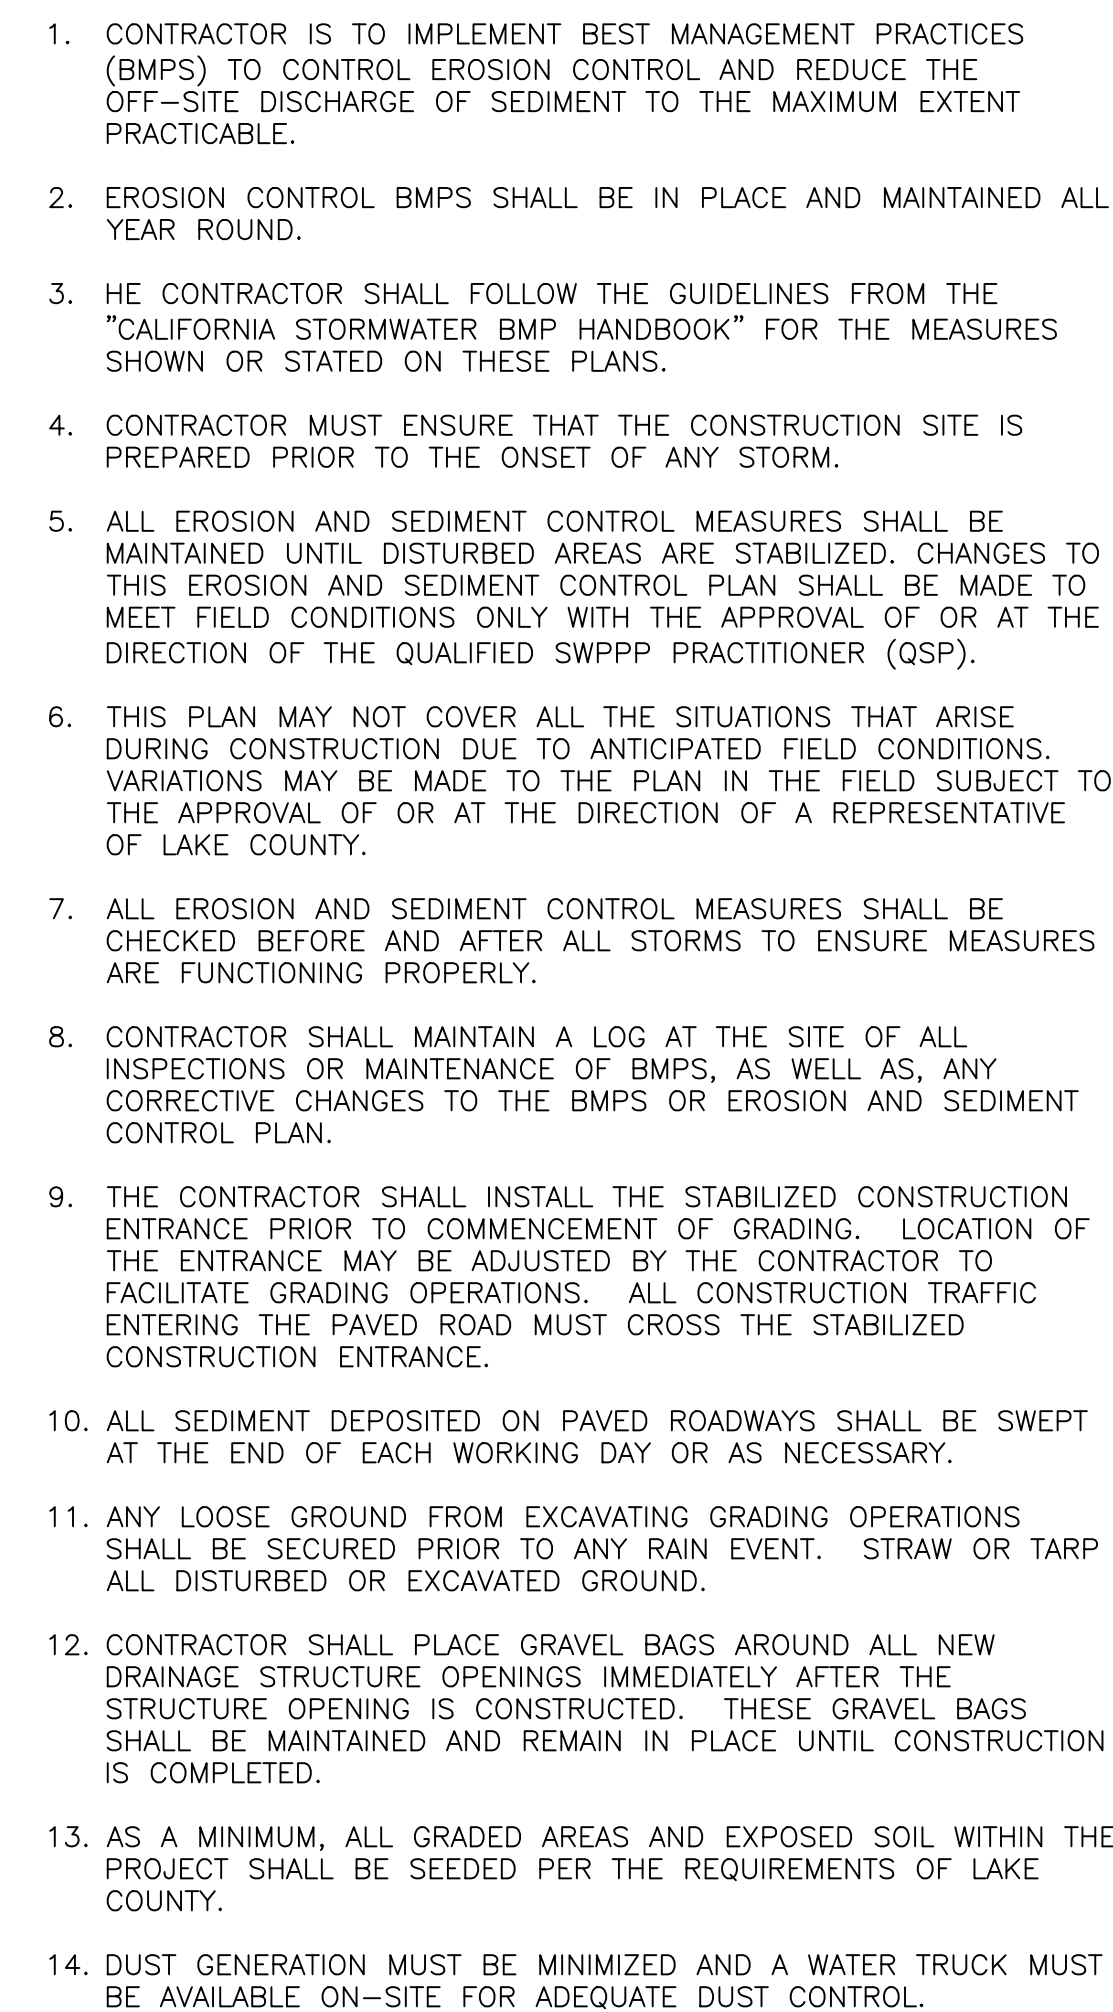 1. CONTRACTOR IS TO IMPLEMENT BEST MANAGEMENT PRACTICES
(BMPS) TO CONTROL EROSION CONTROL AND REDUCE THE
OFF-SITE DISCHARGE OF SEDIMENT TO THE MAXIMUM EXTENT
PRACTICABLE.
2. EROSION CONTROL BMPS SHALL BE IN PLACE AND MAINTAINED ALL
YEAR ROUND.
3. HE CONTRACTOR SHALL FOLLOW THE GUIDELINES FROM THE
"CALIFORNIA STORMWATER BMP HANDBOOK" FOR THE MEASURES
SHOWN OR STATED ON THESE PLANS.
4. CONTRACTOR MUST ENSURE THAT THE CONSTRUCTION SITE IS
PREPARED PRIOR TO THE ONSET OF ANY STORM.
5. ALL EROSION AND SEDIMENT CONTROL MEASURES SHALL BE
MAINTAINED UNTIL DISTURBED AREAS ARE STABILIZED. CHANGES TO
THIS EROSION AND SEDIMENT CONTROL PLAN SHALL BE MADE TO
MEET FIELD CONDITIONS ONLY WITH THE APPROVAL OF OR AT THE
DIRECTION OF THE QUALIFIED SWPPP PRACTITIONER (QSP).
6. THIS PLAN MAY NOT COVER ALL THE SITUATIONS THAT ARISE
DURING CONSTRUCTION DUE TO ANTICIPATED FIELD CONDITIONS.
VARIATIONS MAY BE MADE TO THE PLAN IN THE FIELD SUBJECT TO
THE APPROVAL OF OR AT THE DIRECTION OF A REPRESENTATIVE
OF LAKE COUNTY.
7. ALL EROSION AND SEDIMENT CONTROL MEASURES SHALL BE
CHECKED BEFORE AND AFTER ALL STORMS TO ENSURE MEASURES
ARE FUNCTIONING PROPERLY.
8. CONTRACTOR SHALL MAINTAIN A LOG AT THE SITE OF ALL
INSPECTIONS OR MAINTENANCE OF BMPS, AS WELL AS, ANY
CORRECTIVE CHANGES TO THE BMPS OR EROSION AND SEDIMENT
CONTROL PLAN.
9. THE CONTRACTOR SHALL INSTALL THE STABILIZED CONSTRUCTION
ENTRANCE PRIOR TO COMMENCEMENT OF GRADING. LOCATION OF
THE ENTRANCE MAY BE ADJUSTED BY THE CONTRACTOR TO
FACILITATE GRADING OPERATIONS. ALL CONSTRUCTION TRAFFIC
ENTERING THE PAVED ROAD MUST CROSS THE STABILIZED
CONSTRUCTION ENTRANCE.
10. ALL SEDIMENT DEPOSITED ON PAVED ROADWAYS SHALL BE SWEPT
AT THE END OF EACH WORKING DAY OR AS NECESSARY.
11. ANY LOOSE GROUND FROM EXCAVATING GRADING OPERATIONS
SHALL BE SECURED PRIOR TO ANY RAIN EVENT. STRAW OR TARP
ALL DISTURBED OR EXCAVATED GROUND.
12. CONTRACTOR SHALL PLACE GRAVEL BAGS AROUND ALL NEW
DRAINAGE STRUCTURE OPENINGS IMMEDIATELY AFTER THE
STRUCTURE OPENING IS CONSTRUCTED. THESE GRAVEL BAGS
SHALL BE MAINTAINED AND REMAIN IN PLACE UNTIL CONSTRUCTION
IS COMPLETED.
13. AS A MINIMUM, ALL GRADED AREAS AND EXPOSED SOIL WITHIN THE
PROJECT SHALL BE SEEDED PER THE REQUIREMENTS OF LAKE
COUNTY.
14. DUST GENERATION MUST BE MINIMIZED AND A WATER TRUCK MUST
BE AVAILABLE ON-SITE FOR ADEQUATE DUST CONTROL.